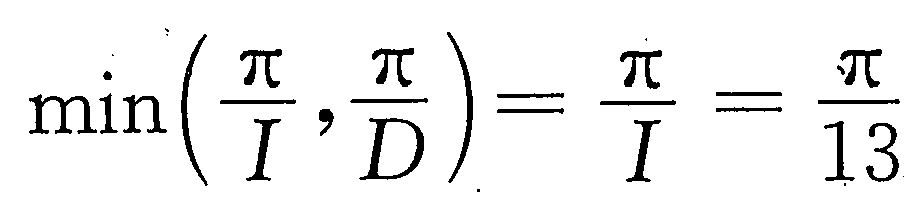 min(π/I, π/D) = π/I = π/13